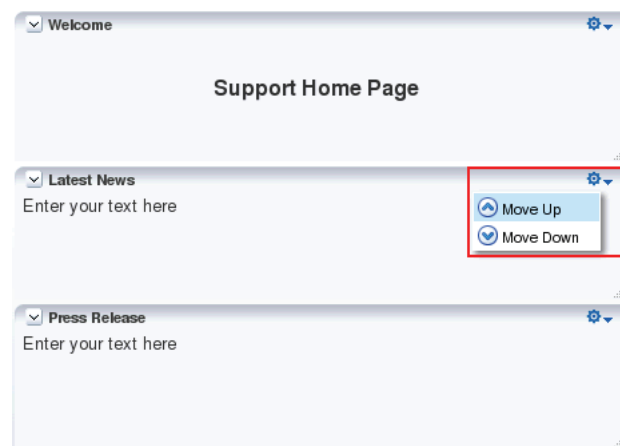 Welcome
Support Home Page
Latest News
Enter your text here
Move Up
Move Down
Press Release
Enter your text here